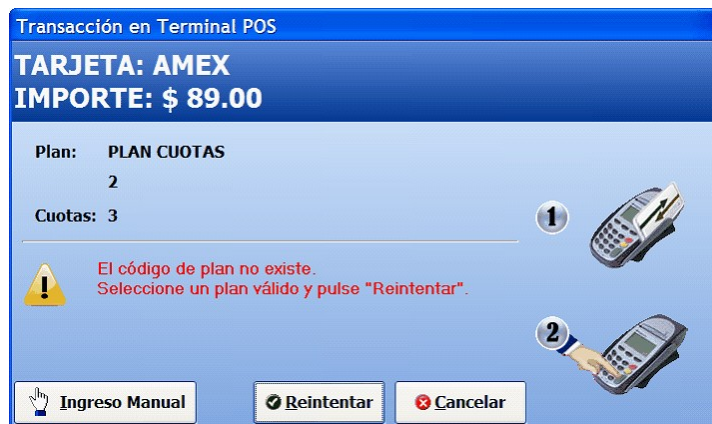 Transacción en Terminal POS
TARJETA: AMEX
IMPORTE: $ 89.00
Plan: PLAN CUOTAS
2
Cuotas: 3
1
El código de plan no existe.
Seleccione un plan válido y pulse "Reintentar".
2
Ingreso Manual Reintentar Cancelar